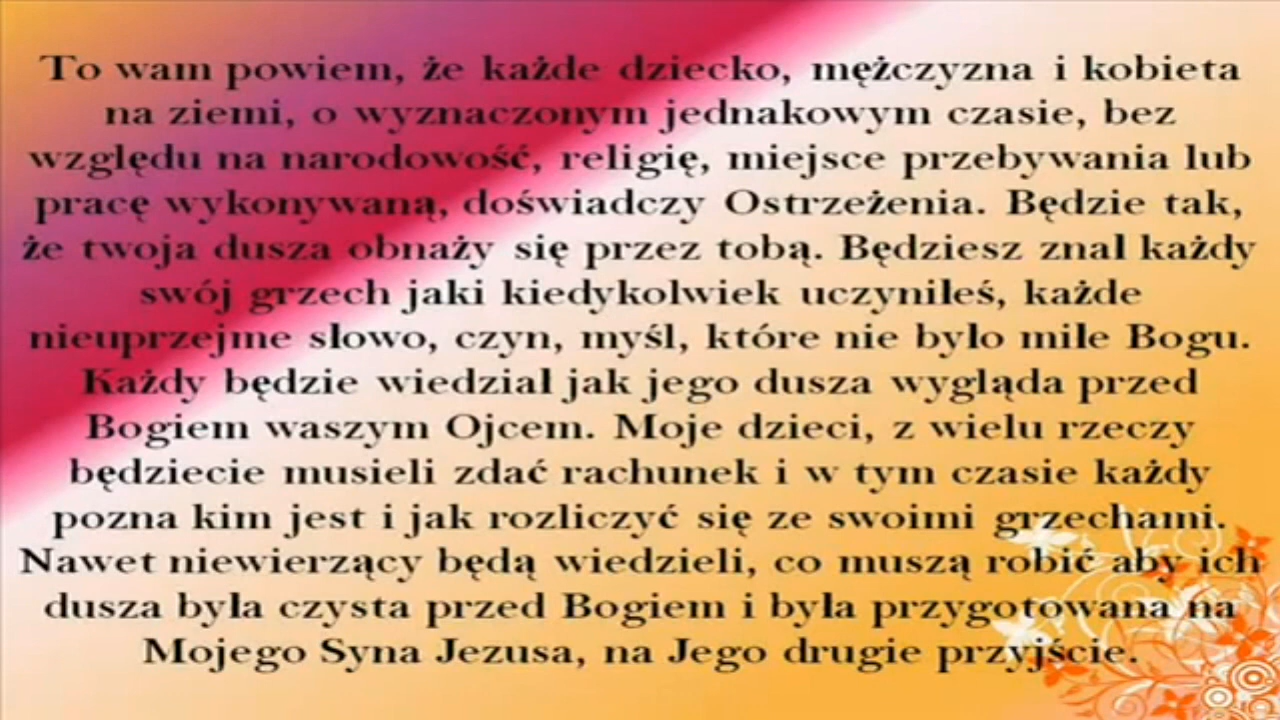 To wam powiem, że każde dziecko, mężczyzna i kobieta
na ziemi, o wyznaczonym jednakowym czasie, bez
względu na narodowość, religię, miejsce przebywania lub
pracę wykonywaną, doświadczy Ostrzeżenia. Będzie tak,
że twoja dusza obnaży się przez tobą. Będziesz znał każdy
swój grzech jaki kiedykolwiek uczyniłeś, każde
nieuprzejme słowo, czyn, myśl, które nie było miłe Bogu.
Każdy będzie wiedział jak jego dusza wygląda przed
Bogiem waszym Ojcem. Moje dzieci, z wielu rzeczy
będziecie musieli zdać rachunek i w tym czasie każdy
pozna kim jest i jak rozliczyć się ze swoimi grzechami.
Nawet niewierzący będą wiedzieli, co muszą robić aby ich
dusza była czysta przed Bogiem i była przygotowana na
Mojego Syna Jezusa, na Jego drugie przyjście.